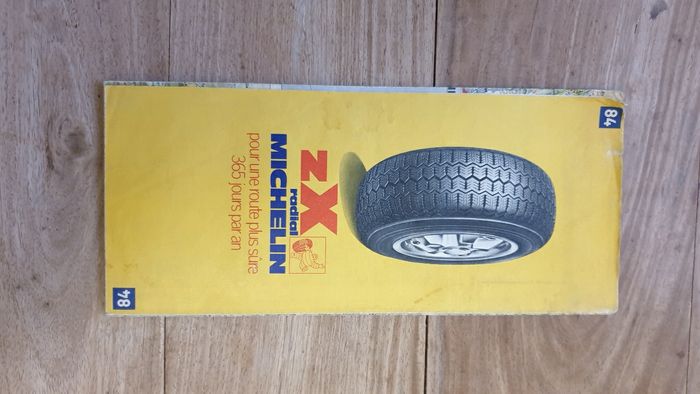 84
zX
radial
MICHELIN
pour une route plus sûre
365 jours par an
84